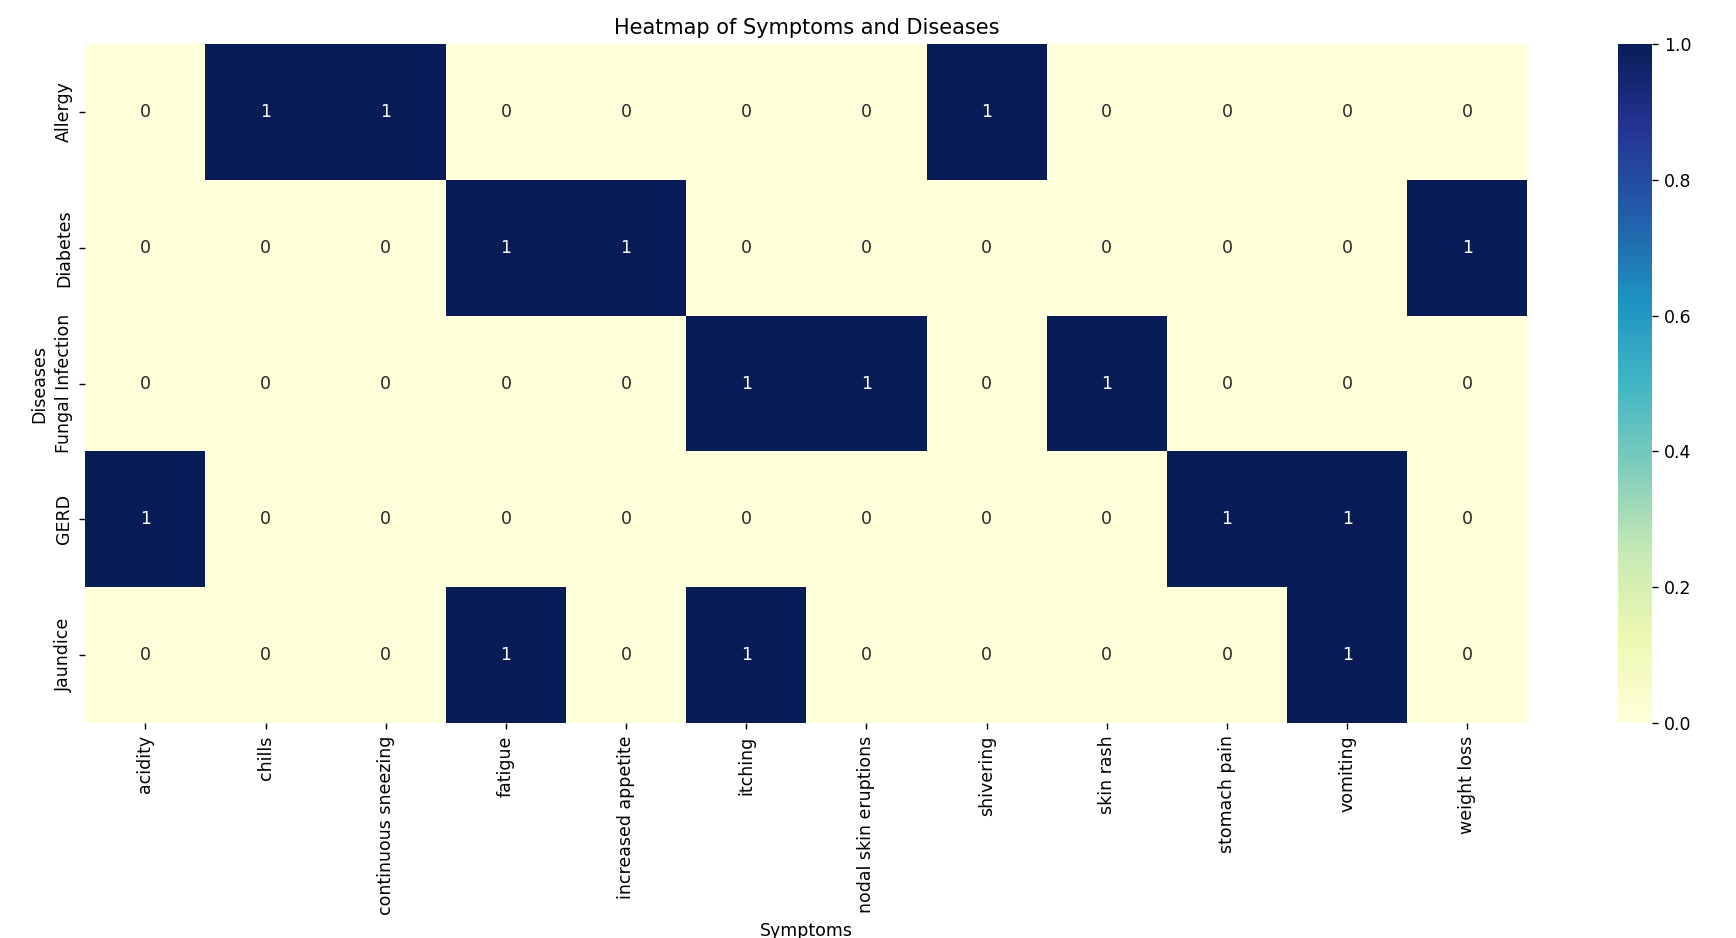 Heatmap of Symptoms and Diseases
Diseases
Allergy
0 1 1 0 0 0 0 1 0 0 0 0
Diabetes
0 0 0 1 1 0 0 0 0 0 0 1
Fungal Infection
0 0 0 0 0 1 1 0 1 0 0 0
GERD
1 0 0 0 0 0 0 0 0 1 1 0
Jaundice
0 0 0 1 0 1 0 0 0 0 1 0
acidity
chills
continuous sneezing
fatigue
increased appetite
itching
nodal skin eruptions
shivering
skin rash
stomach pain
vomiting
weight loss
Symptoms
1.0
0.8
0.6
0.4
0.2
0.0